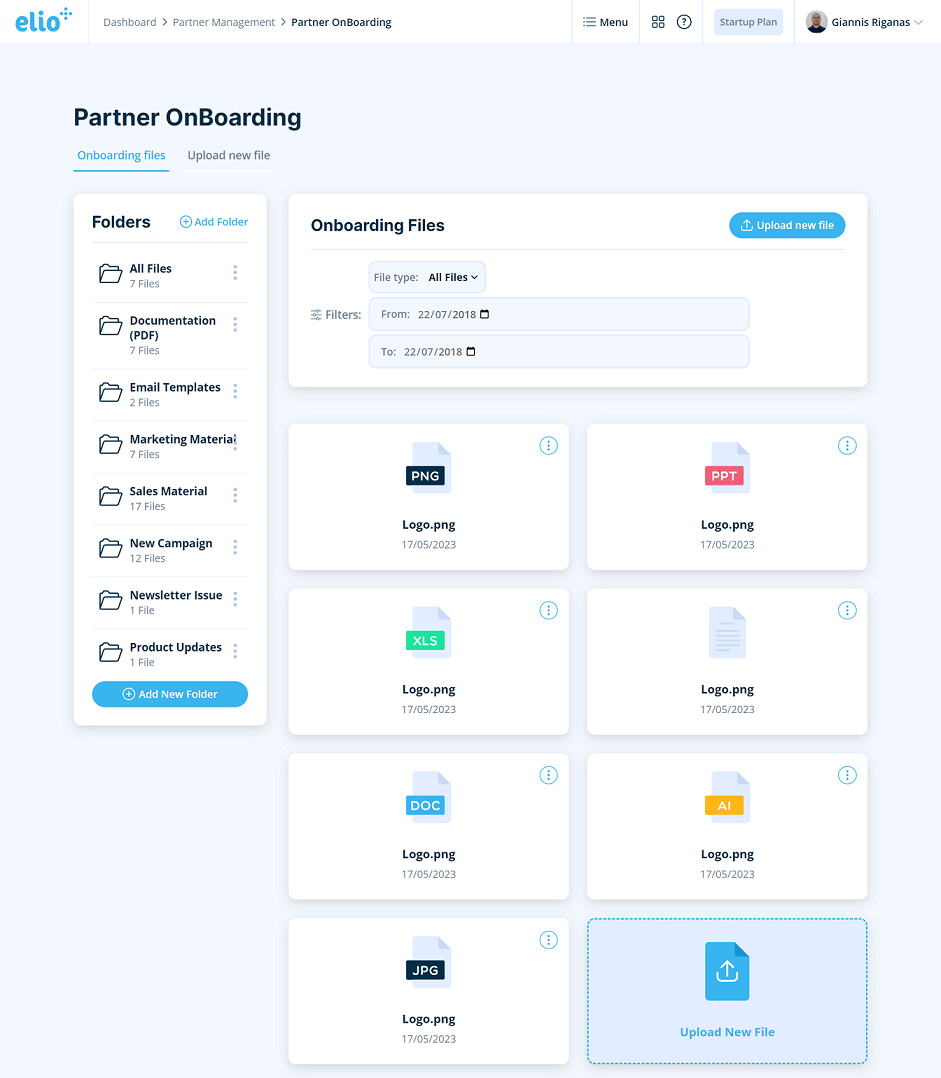 elio
Dashboard > Partner Management > Partner OnBoarding
Menu
?
Startup Plan
Giannis Riganas
Partner OnBoarding
Onboarding files
Upload new file
Folders
Add Folder
All Files
7 Files
Documentation
(PDF)
7 Files
Email Templates
2 Files
Marketing Material
7 Files
Sales Material
17 Files
New Campaign
12 Files
Newsletter Issue
1 File
Product Updates
1 File
Add New Folder
Onboarding Files
Upload new file
File type: All Files
Filters:
From: 22/07/2018
To: 22/07/2018
PNG
Logo.png
17/05/2023
PPT
Logo.png
17/05/2023
XLS
Logo.png
17/05/2023
Logo.png
17/05/2023
DOC
Logo.png
17/05/2023
AI
Logo.png
17/05/2023
JPG
Logo.png
17/05/2023
Upload New File